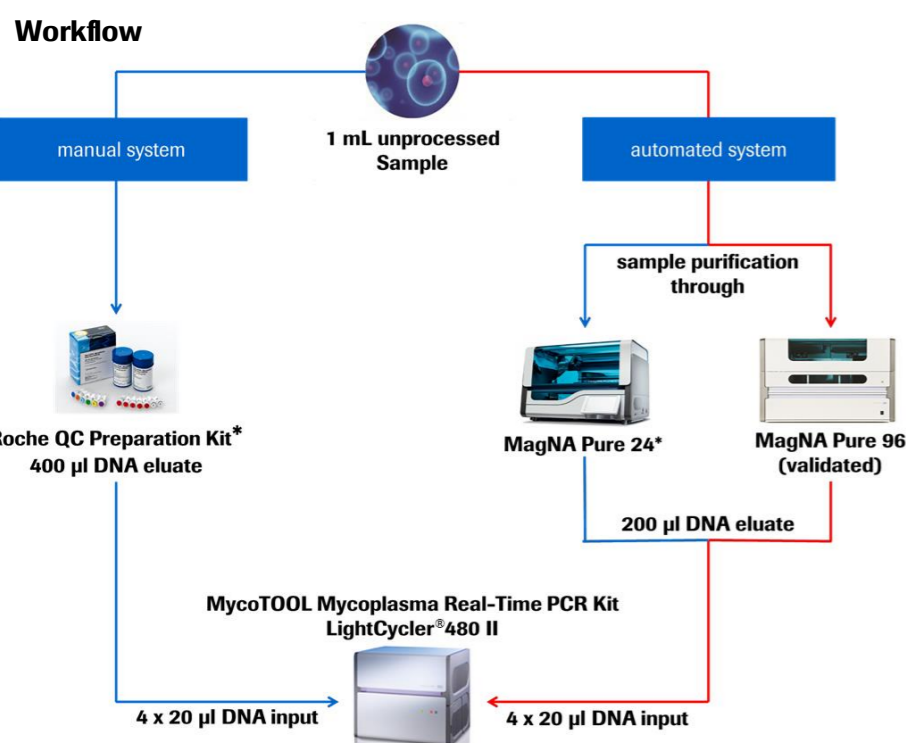 Workflow
1 mL unprocessed
Sample
manual system
automated system
sample purification
through
Roche QC Preparation Kit*
400 µl DNA eluate
MagNA Pure 24*
MagNA Pure 96
(validated)
200 µl DNA eluate
MycoTOOL Mycoplasma Real-Time PCR Kit
LightCycler®480 II
4 x 20 µl DNA input
4 x 20 µl DNA input